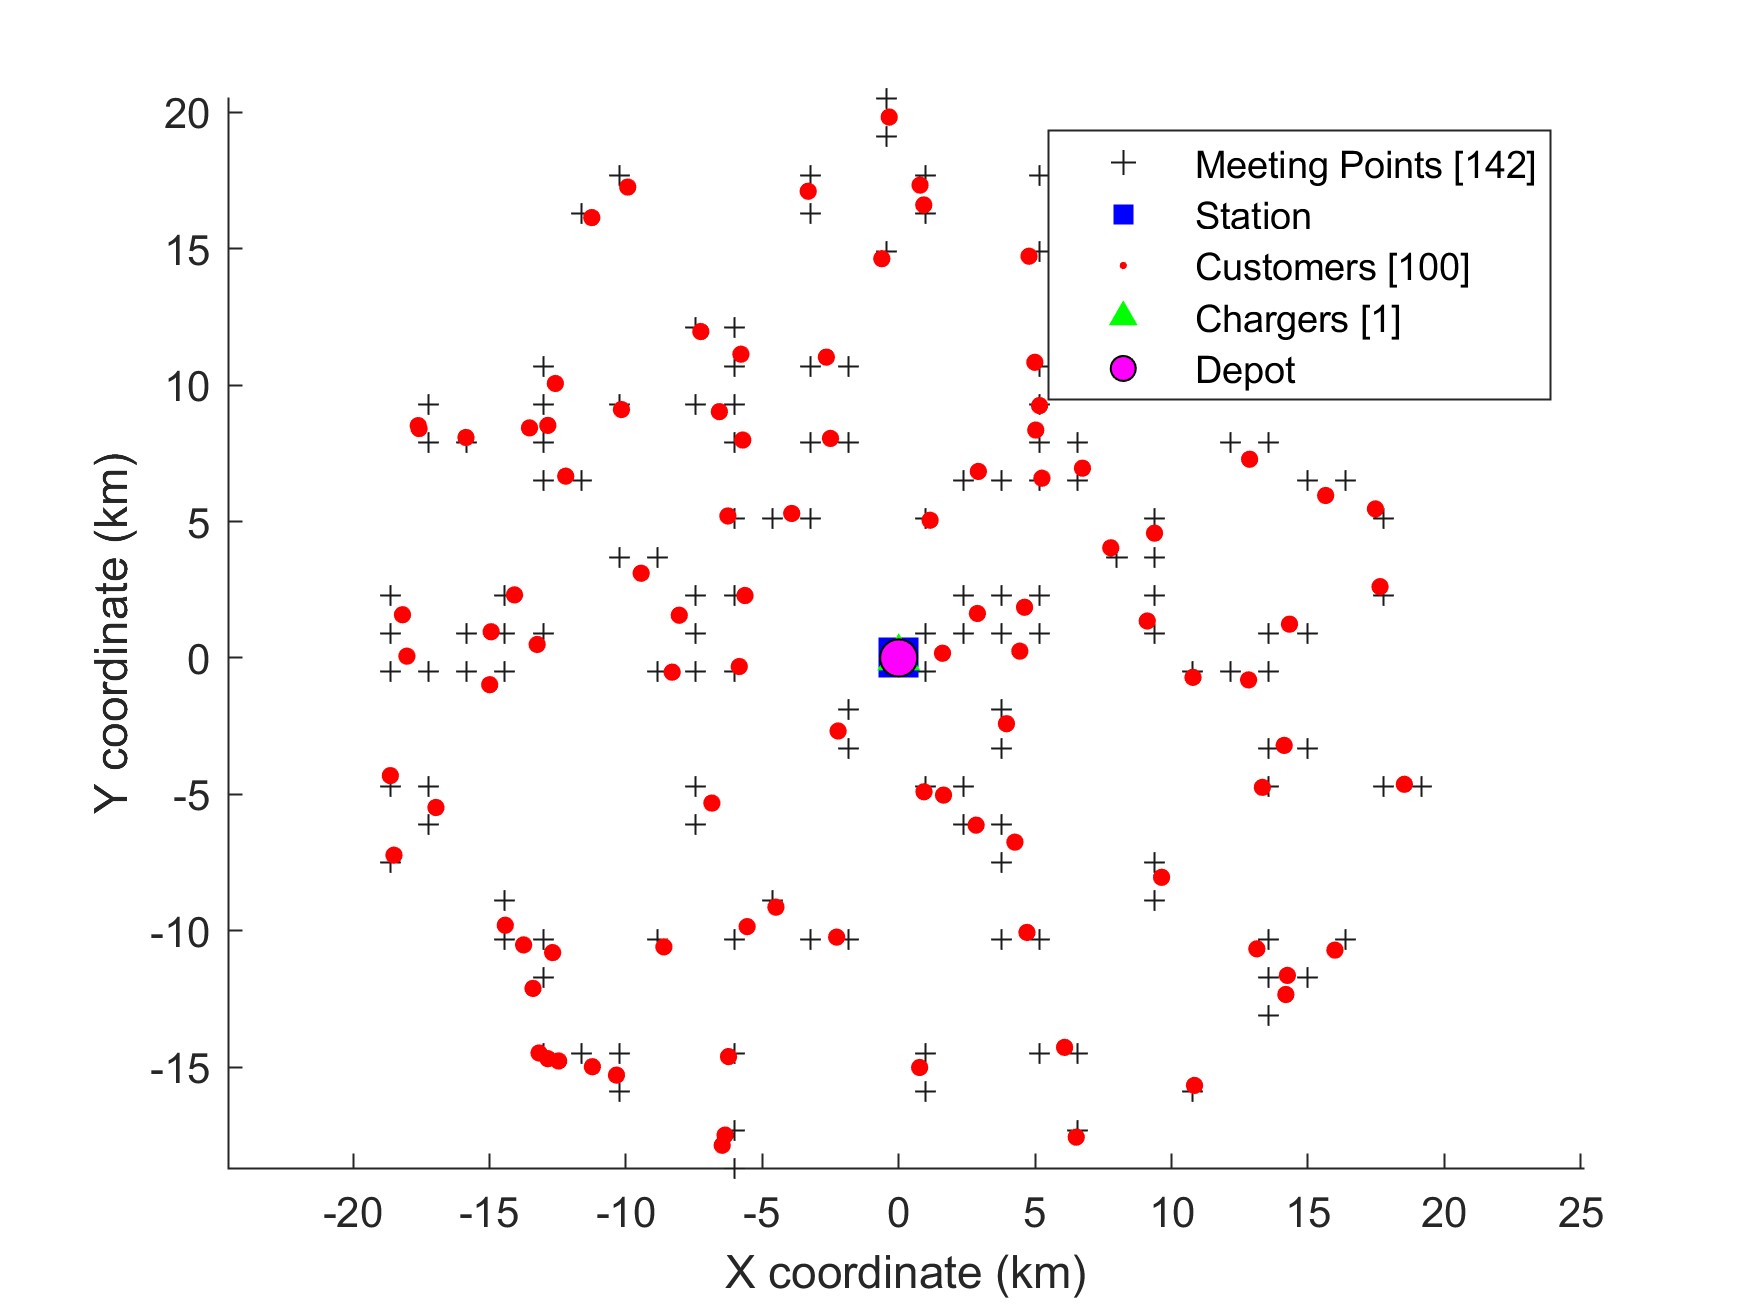 20
15
10
5
0
-5
-10
-15
Y coordinate (km)
Meeting Points [142]
Station
Customers [100]
Chargers [1]
Depot
-20 -15 -10 -5 0 5 10 15 20 25
X coordinate (km)